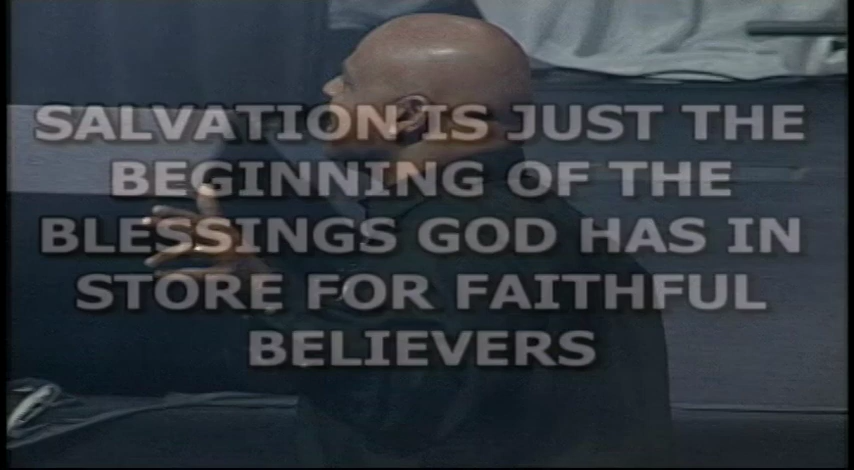 SALVATION IS JUST THE
BEGINNING OF THE
BLESSINGS GOD HAS IN
STORE FOR FAITHFUL
BELIEVERS